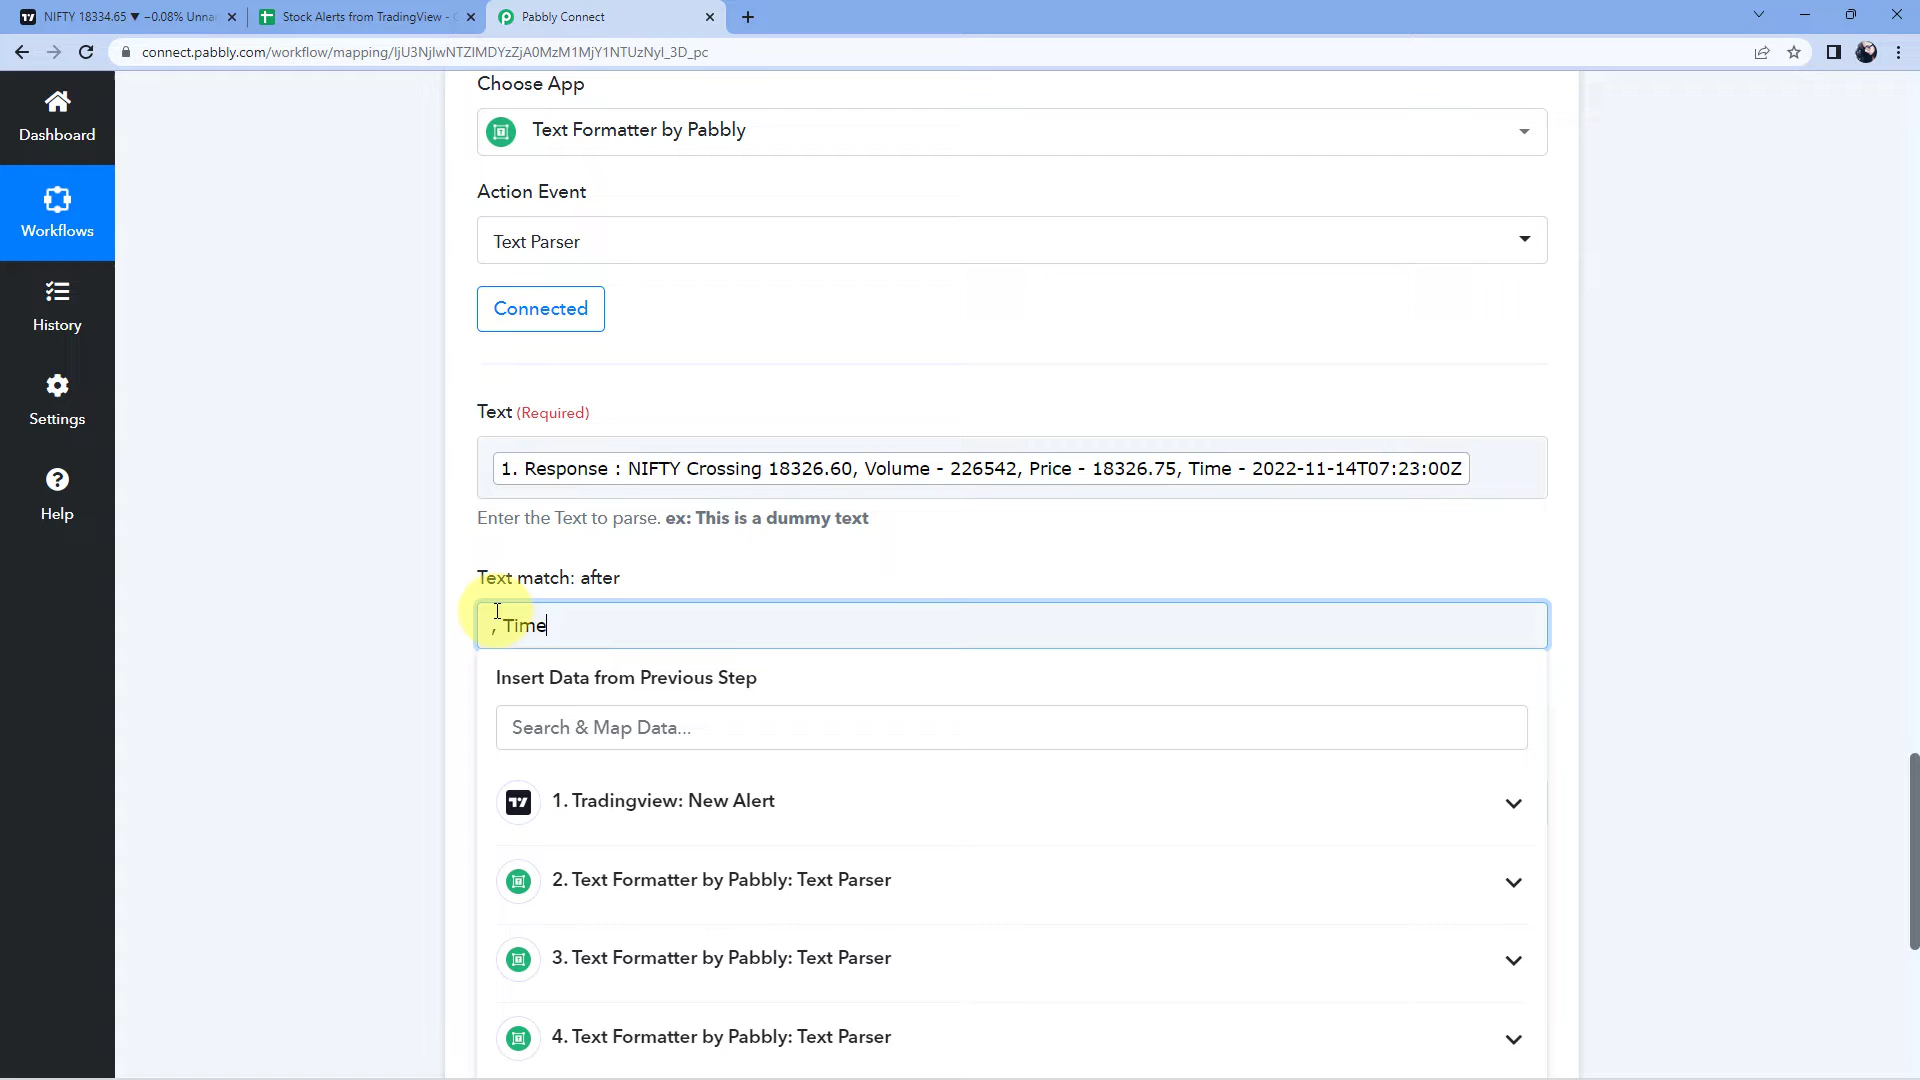 NIFTY 18334.65 ▼ −0.08% Unnar
Stock Alerts from TradingView - G
Pabbly Connect
connect.pabbly.com/workflow/mapping/IjU3NjIwNTZlMDYzZjA0MzM1MjY1NTUzNyI_3D_pc
Dashboard
Workflows
History
Settings
Help
Choose App
Text Formatter by Pabbly
Action Event
Text Parser
Connected
Text (Required)
1. Response : NIFTY Crossing 18326.60, Volume - 226542, Price - 18326.75, Time - 2022-11-14T07:23:00Z
Enter the Text to parse. ex: This is a dummy text
Text match: after
, Time
Insert Data from Previous Step
Search & Map Data...
1. Tradingview: New Alert
2. Text Formatter by Pabbly: Text Parser
3. Text Formatter by Pabbly: Text Parser
4. Text Formatter by Pabbly: Text Parser